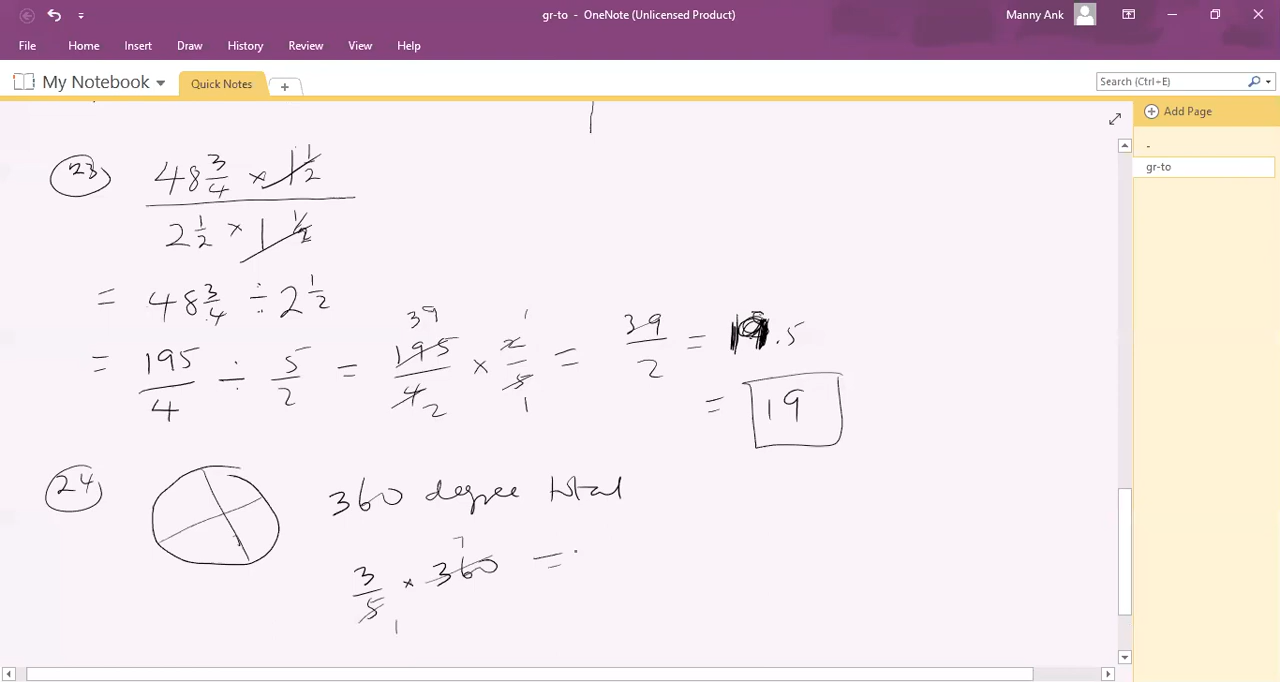 gr-to - OneNote (Unlicensed Product)
Manny Ank
File Home Insert Draw History Review View Help
My Notebook
Quick Notes
+
Search (Ctrl+E)
Add Page
-
gr-to
23 48 3/4 × 1 1/2
2 1/2 × 1 1/2
= 48 3/4 ÷ 2 1/2
39 1
= 195/4 ÷ 5/2 = 195/4 × 2/5 = 39/2 = 19.5
2 1
= 19
24 360 degree total
7
3/5 × 360 =
1